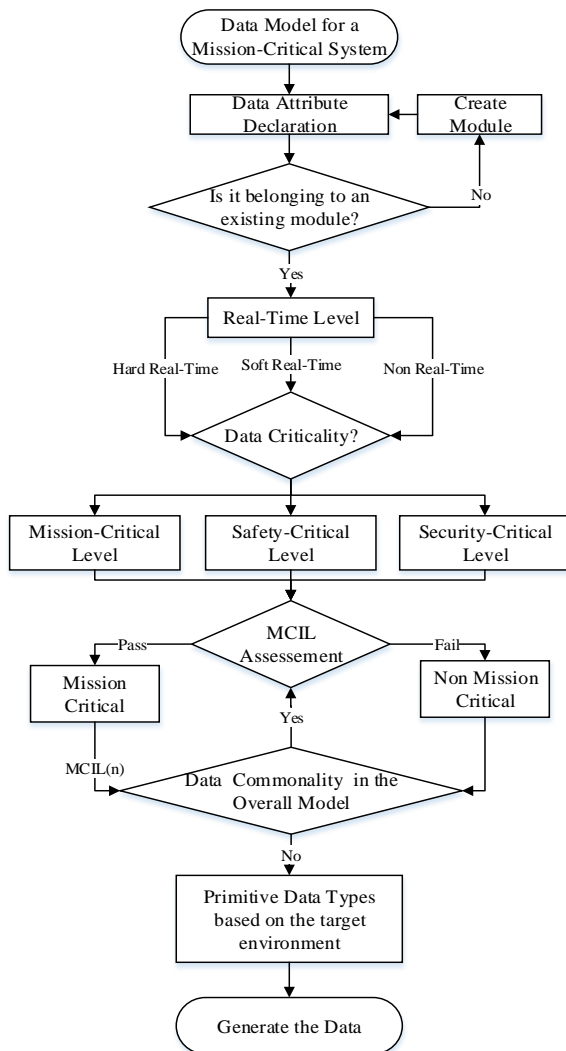 Data Model for a
Mission-Critical System
Data Attribute
Declaration
Create
Module
Is it belonging to an
existing module?
No
Yes
Real-Time Level
Hard Real-Time
Soft Real-Time
Non Real-Time
Data Criticality?
Mission-Critical
Level
Safety-Critical
Level
Security-Critical
Level
MCIL
Assessement
Pass
Fail
Mission
Critical
Non Mission
Critical
Yes
MCIL(n)
Data Commonality in the
Overall Model
No
Primitive Data Types
based on the target
environment
Generate the Data